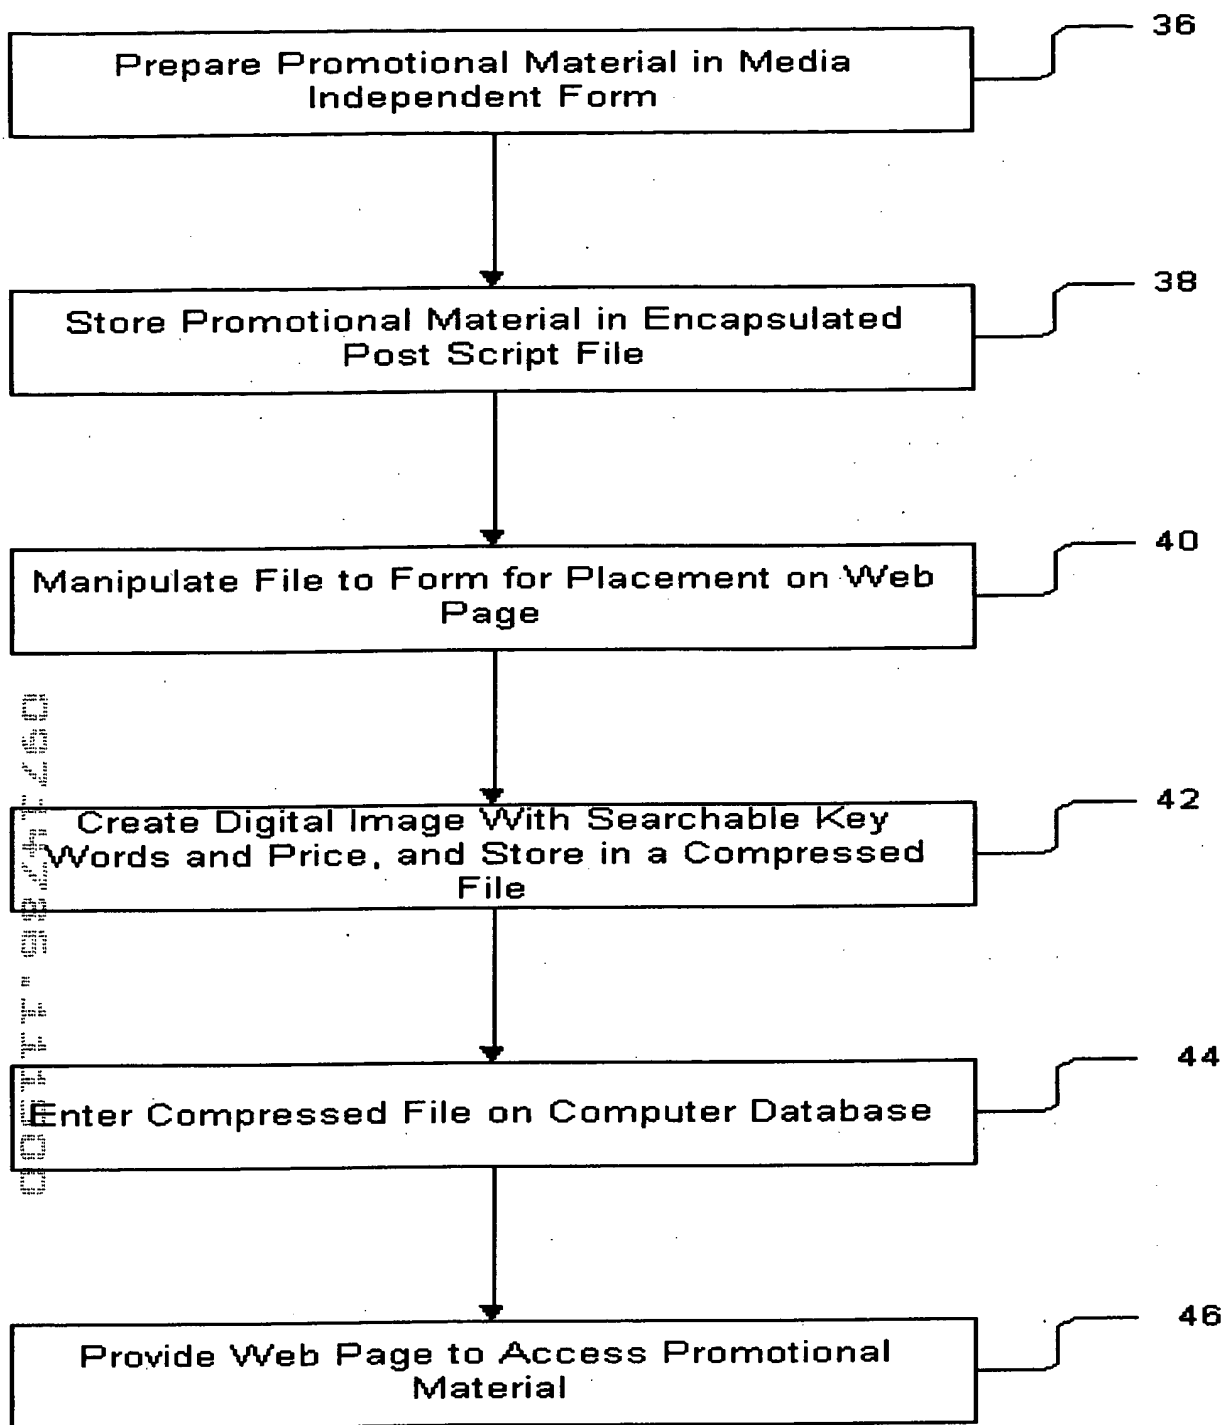 36
Prepare Promotional Material in Media
Independent Form
38
Store Promotional Material in Encapsulated
Post Script File
40
Manipulate File to Form for Placement on Web
Page
42
Create Digital Image With Searchable Key
Words and Price, and Store in a Compressed
File
44
Enter Compressed File on Computer Database
46
Provide Web Page to Access Promotional
Material